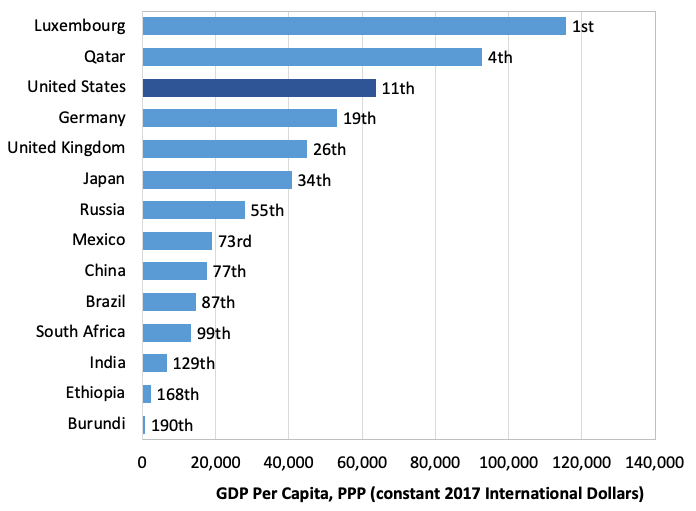 Luxembourg 1st
Qatar 4th
United States 11th
Germany 19th
United Kingdom 26th
Japan 34th
Russia 55th
Mexico 73rd
China 77th
Brazil 87th
South Africa 99th
India 129th
Ethiopia 168th
Burundi 190th
0 20,000 40,000 60,000 80,000 100,000 120,000 140,000
GDP Per Capita, PPP (constant 2017 International Dollars)